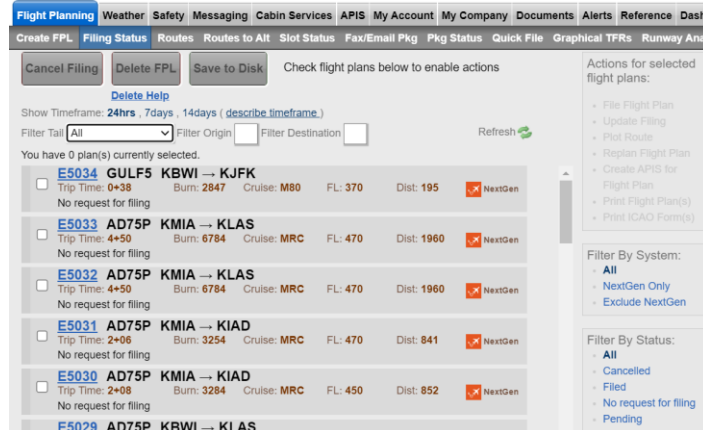 Flight Planning Weather Safety Messaging Cabin Services APIS My Account My Company Documents Alerts Reference Dash
Create FPL Filing Status Routes Routes to Alt Slot Status Fax/Email Pkg Pkg Status Quick File Graphical TFRs Runway Ana
Cancel Filing Delete FPL Save to Disk Check flight plans below to enable actions
Delete Help
Show Timeframe: 24hrs , 7days , 14days ( describe timeframe )
Filter Tail All Filter Origin Filter Destination Refresh
You have 0 plan(s) currently selected.
E5034 GULF5 KBWI → KJFK
Trip Time: 0+38 Burn: 2847 Cruise: M80 FL: 370 Dist: 195 NextGen
No request for filing
E5033 AD75P KMIA → KLAS
Trip Time: 4+50 Burn: 6784 Cruise: MRC FL: 470 Dist: 1960 NextGen
No request for filing
E5032 AD75P KMIA → KLAS
Trip Time: 4+50 Burn: 6784 Cruise: MRC FL: 470 Dist: 1960 NextGen
No request for filing
E5031 AD75P KMIA → KIAD
Trip Time: 2+06 Burn: 3254 Cruise: MRC FL: 470 Dist: 841 NextGen
No request for filing
E5030 AD75P KMIA → KIAD
Trip Time: 2+08 Burn: 3284 Cruise: MRC FL: 450 Dist: 852 NextGen
No request for filing
E5029 AD75P KBWI → KLAS
Actions for selected
flight plans:
File Flight Plan
Update Filing
Plot Route
Replan Flight Plan
Create APIS for
Flight Plan
Print Flight Plan(s)
Print ICAO Form(s)
Filter By System:
All
NextGen Only
Exclude NextGen
Filter By Status:
All
Cancelled
Filed
No request for filing
Pending